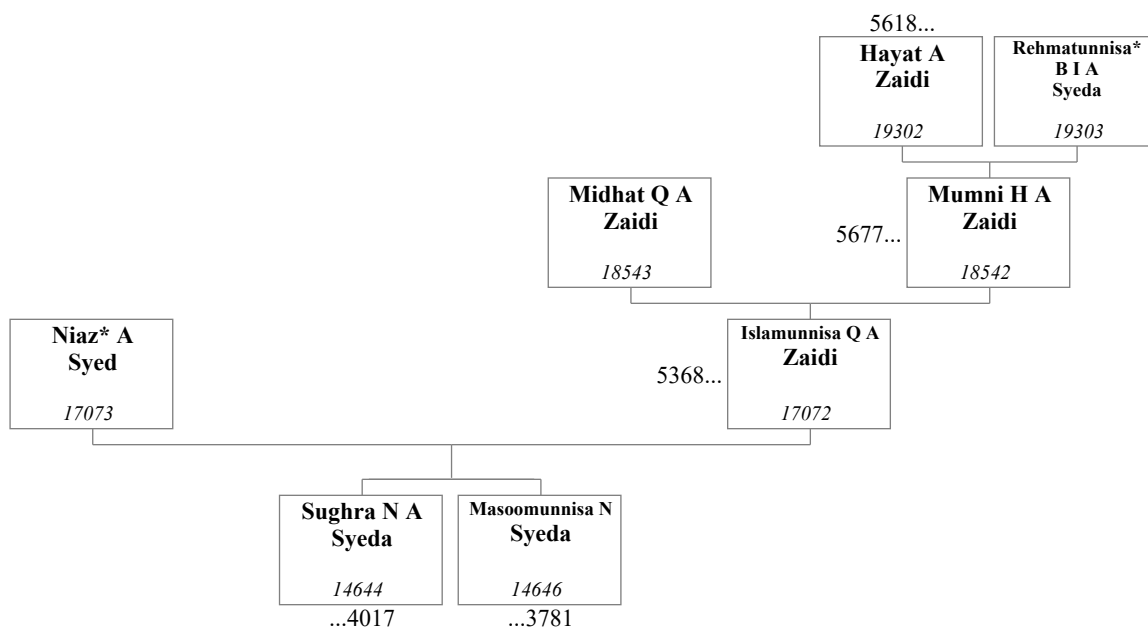 5618...
Hayat A
Zaidi
19302
Rehmatunnisa*
B I A
Syeda
19303
Midhat Q A
Zaidi
18543
5677...
Mumni H A
Zaidi
18542
Niaz* A
Syed
17073
5368...
Islamunnisa Q A
Zaidi
17072
Sughra N A
Syeda
14644
...4017
Masoomunnisa N
Syeda
14646
...3781